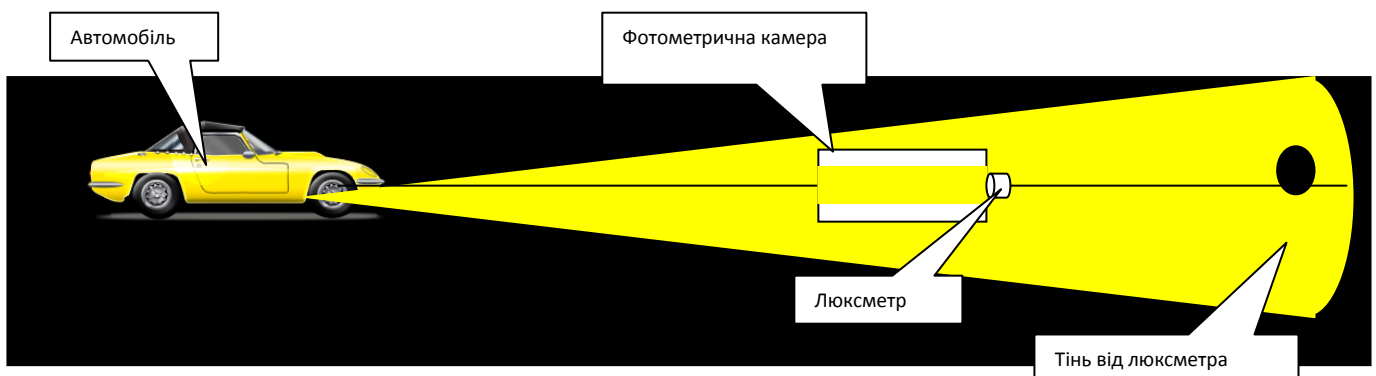 Автомобіль
Фотометрична камера
Люксметр
Тінь від люксметра